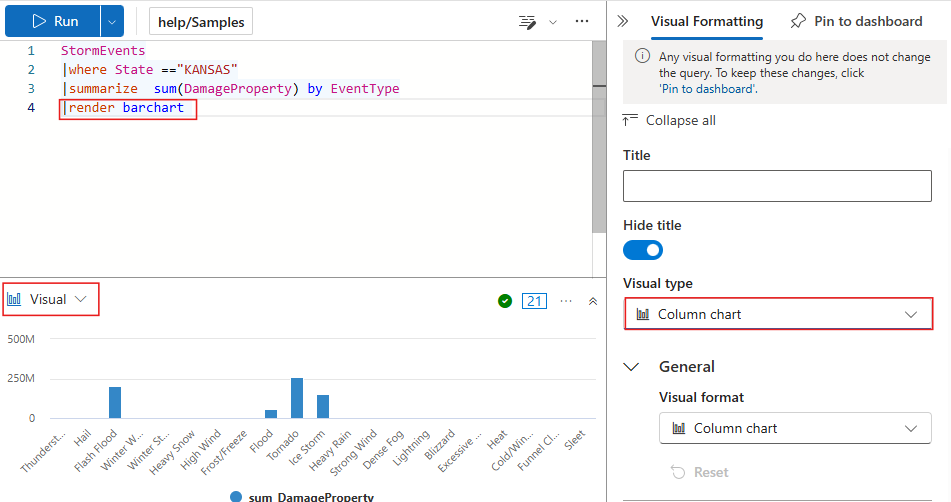 Run
help/Samples
1 StormEvents
2 |where State =="KANSAS"
3 |summarize  sum(DamageProperty) by EventType
4 |render barchart
Visual
21
500M
250M
0
Thunderst...
Hail
Flash Flood
Winter W...
Winter St...
Heavy Snow
High Wind
Frost/Freeze
Flood
Tornado
Ice Storm
Heavy Rain
Strong Wind
Dense Fog
Lightning
Blizzard
Excessive ...
Heat
Cold/Win...
Funnel Cl...
Sleet
sum_DamageProperty
Visual Formatting
Pin to dashboard
Any visual formatting you do here does not change
the query. To keep these changes, click
'Pin to dashboard'.
Collapse all
Title
Hide title
Visual type
Column chart
General
Visual format
Column chart
Reset